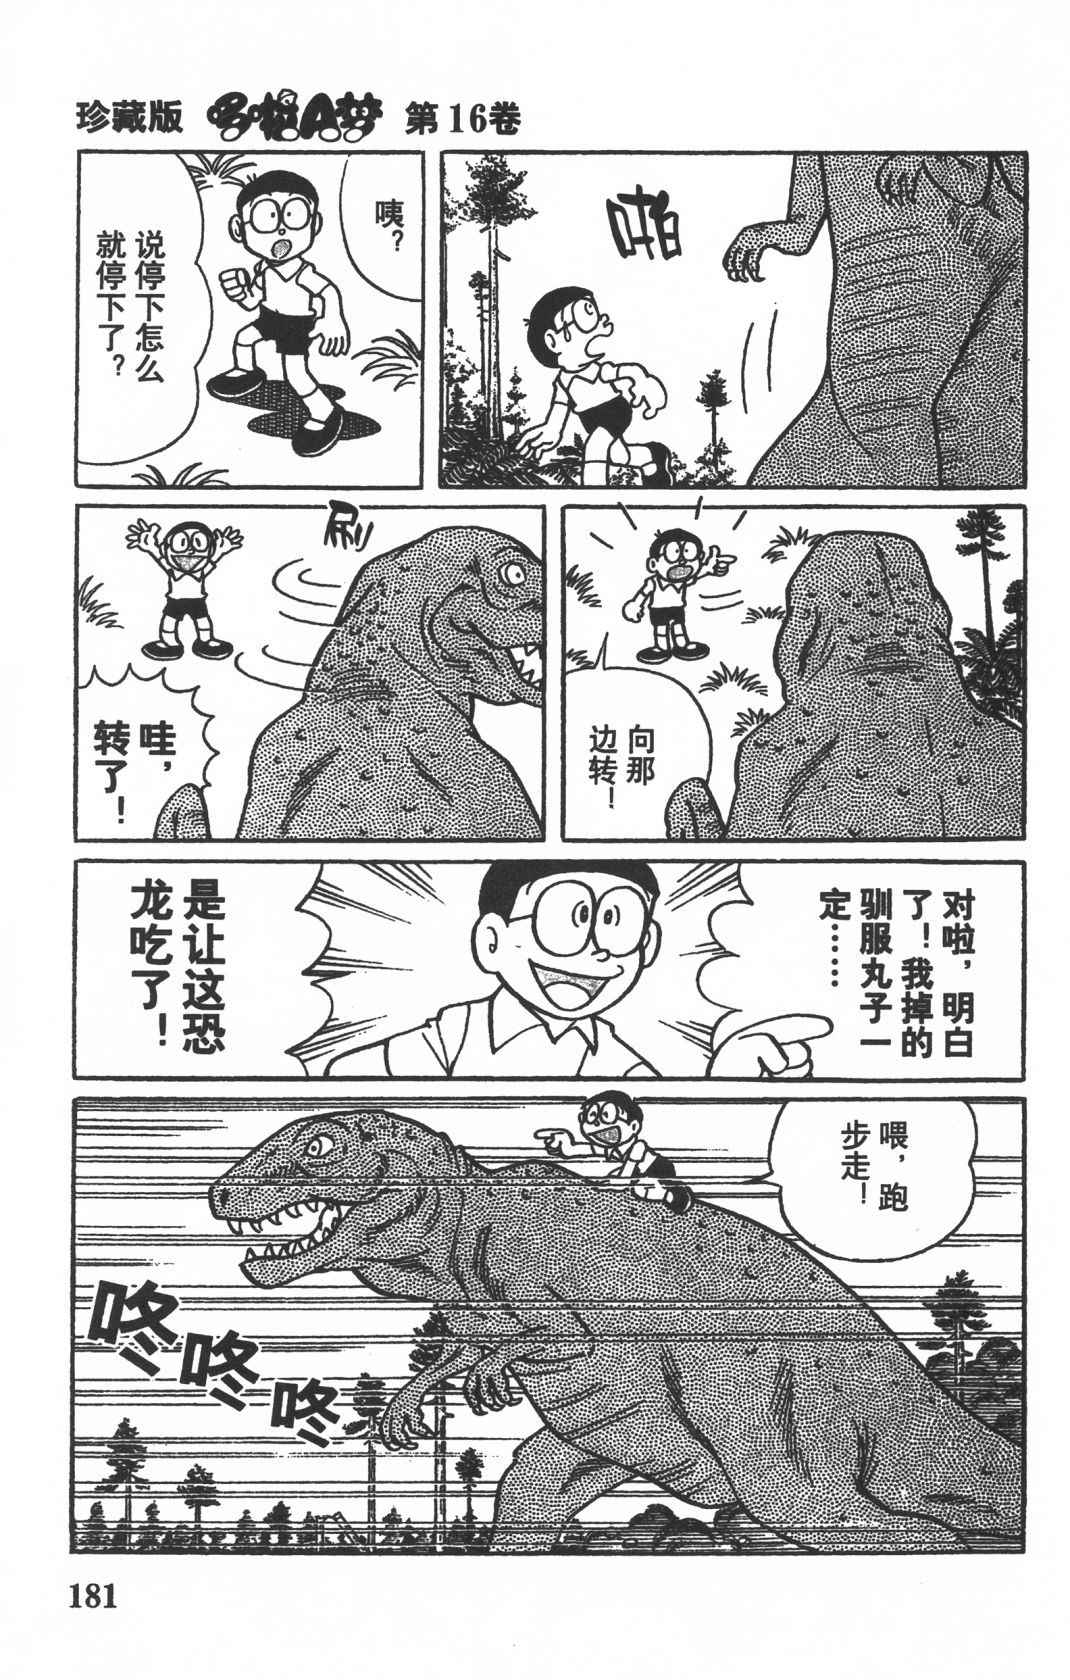 珍藏版 哆啦A梦 第16卷
啪
咦?
说停下怎么
就停下了?
向那
边转!
刷
哇,
转了!
对啦,明白
了!我掉的
驯服丸子一
定……
是让这恐
龙吃了!
喂,跑
步走!
咚咚咚
181